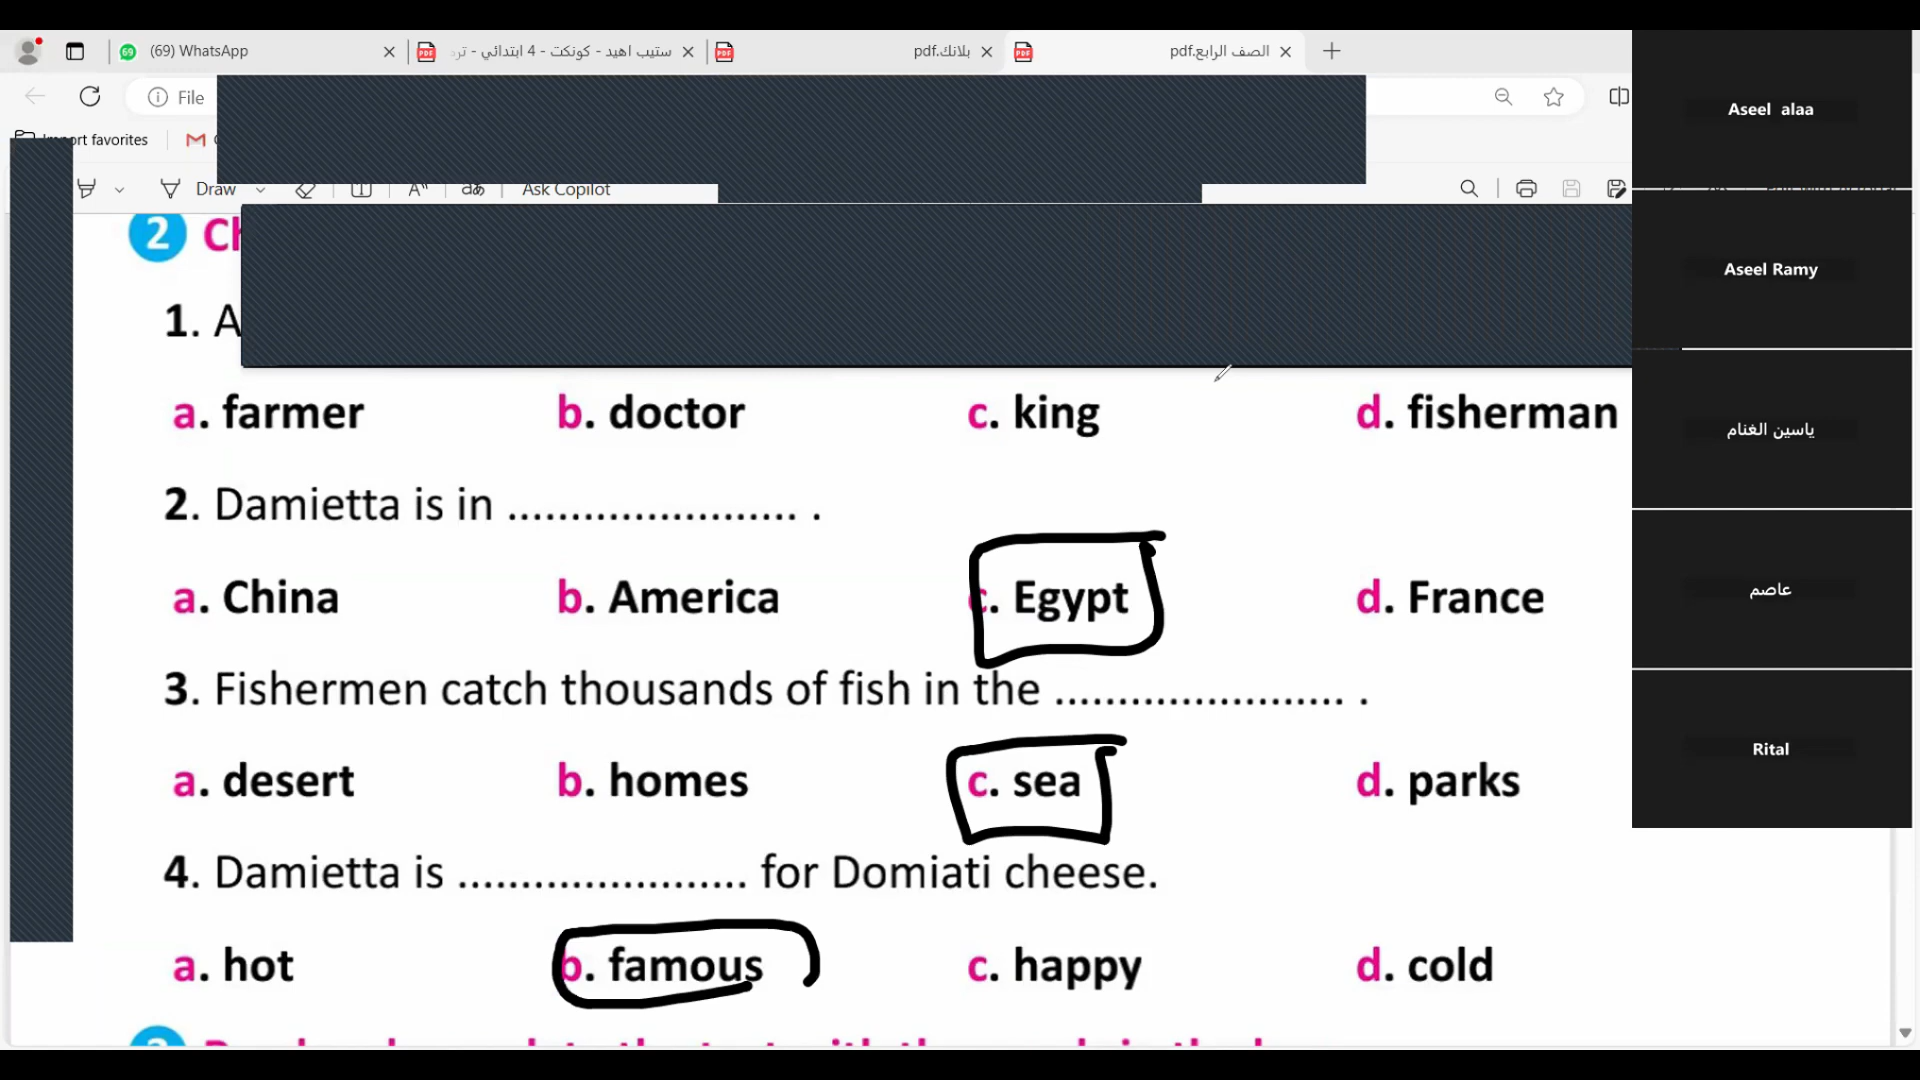 (69) WhatsApp
ستيب اهيد - كونكت - 4 ابتدائي - تر
بلانك.pdf
الصف الرابع.pdf
File
favorites
Draw
Ask Copilot
2
1. A
a. farmer b. doctor c. king d. fisherman
2. Damietta is in ....................... .
a. China b. America c. Egypt d. France
3. Fishermen catch thousands of fish in the ....................... .
a. desert b. homes c. sea d. parks
4. Damietta is ....................... for Domiati cheese.
a. hot b. famous c. happy d. cold
Aseel alaa
Aseel Ramy
ياسين الغنام
عاصم
Rital